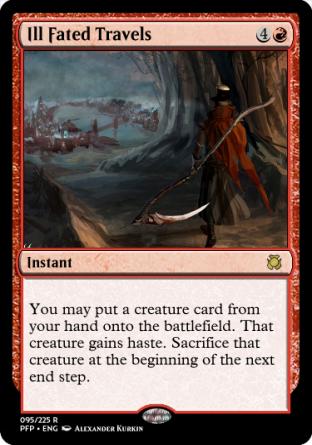 Ill Fated Travels 4
Instant
You may put a creature card from
your hand onto the battlefield. That
creature gains haste. Sacrifice that
creature at the beginning of the next
end step.
095/225 R
PFP • ENG Alexander Kurkin